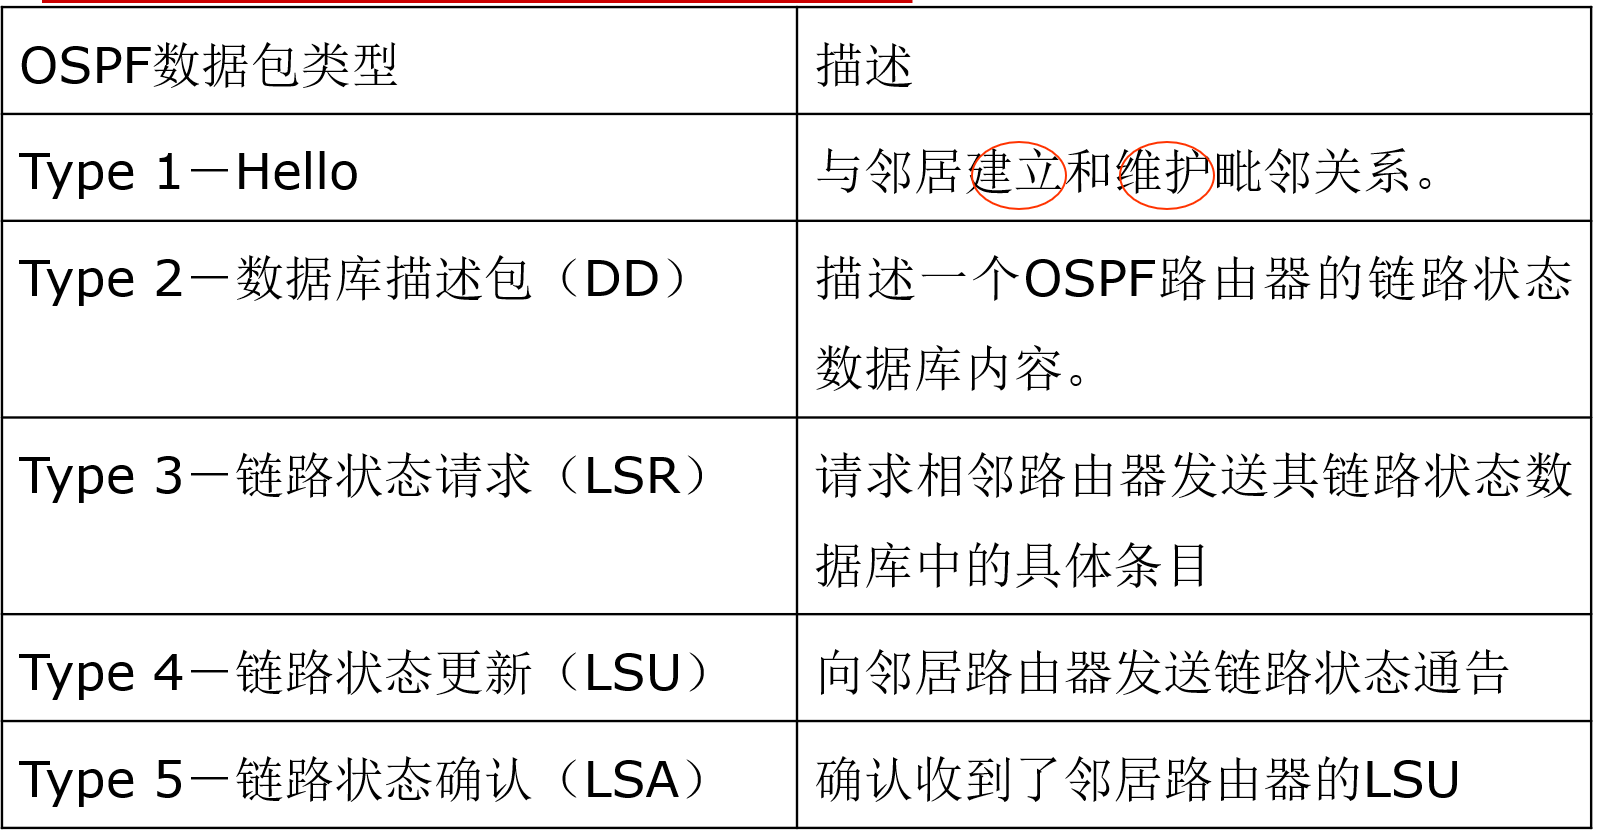 OSPF数据包类型
描述
Type 1－Hello
与邻居建立和维护毗邻关系。
Type 2－数据库描述包（DD）
描述一个OSPF路由器的链路状态
数据库内容。
Type 3－链路状态请求（LSR）
请求相邻路由器发送其链路状态数
据库中的具体条目
Type 4－链路状态更新（LSU）
向邻居路由器发送链路状态通告
Type 5－链路状态确认（LSA）
确认收到了邻居路由器的LSU